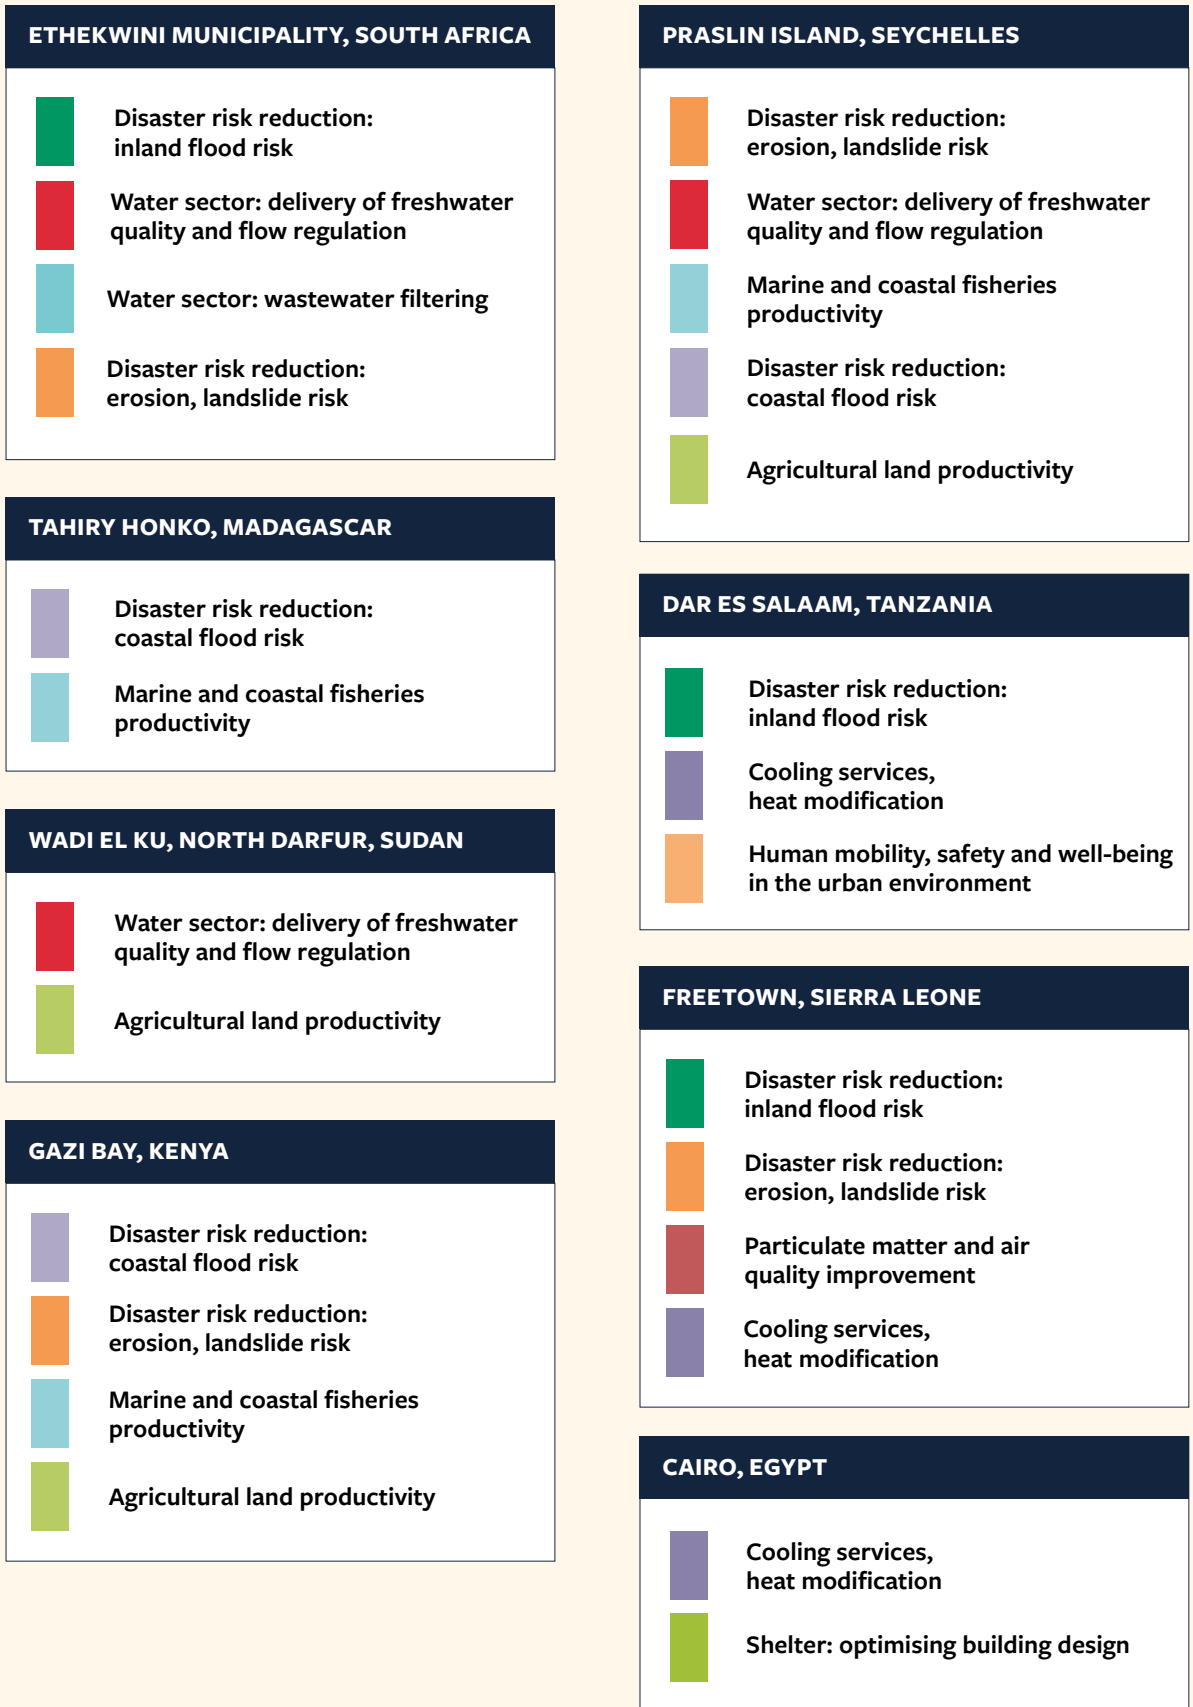 ETHEKWINI MUNICIPALITY, SOUTH AFRICA
Disaster risk reduction:
inland flood risk
Water sector: delivery of freshwater
quality and flow regulation
Water sector: wastewater filtering
Disaster risk reduction:
erosion, landslide risk
TAHIRY HONKO, MADAGASCAR
Disaster risk reduction:
coastal flood risk
Marine and coastal fisheries
productivity
WADI EL KU, NORTH DARFUR, SUDAN
Water sector: delivery of freshwater
quality and flow regulation
Agricultural land productivity
GAZI BAY, KENYA
Disaster risk reduction:
coastal flood risk
Disaster risk reduction:
erosion, landslide risk
Marine and coastal fisheries
productivity
Agricultural land productivity
PRASLIN ISLAND, SEYCHELLES
Disaster risk reduction:
erosion, landslide risk
Water sector: delivery of freshwater
quality and flow regulation
Marine and coastal fisheries
productivity
Disaster risk reduction:
coastal flood risk
Agricultural land productivity
DAR ES SALAAM, TANZANIA
Disaster risk reduction:
inland flood risk
Cooling services,
heat modification
Human mobility, safety and well-being
in the urban environment
FREETOWN, SIERRA LEONE
Disaster risk reduction:
inland flood risk
Disaster risk reduction:
erosion, landslide risk
Particulate matter and air
quality improvement
Cooling services,
heat modification
CAIRO, EGYPT
Cooling services,
heat modification
Shelter: optimising building design